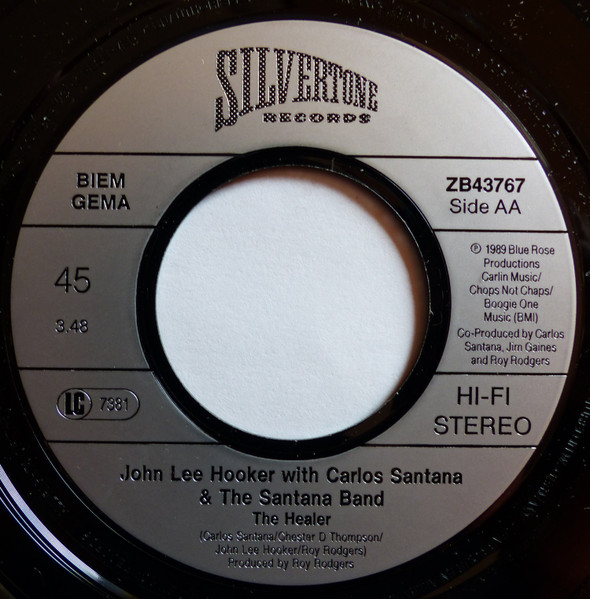 SILVERTONE
RECORDS
BIEM
GEMA
ZB43767
Side AA
45
3.48
℗ 1989 Blue Rose
Productions
Carlin Music/
Chops Not Chaps/
Boogie One
Music (BMI)
Co-Produced by Carlos
Santana, Jim Gaines
and Roy Rodgers
LC 7381
HI-FI
STEREO
John Lee Hooker with Carlos Santana
& The Santana Band
The Healer
(Carlos Santana/Chester D Thompson/
John Lee Hooker/Roy Rodgers)
Produced by Roy Rodgers